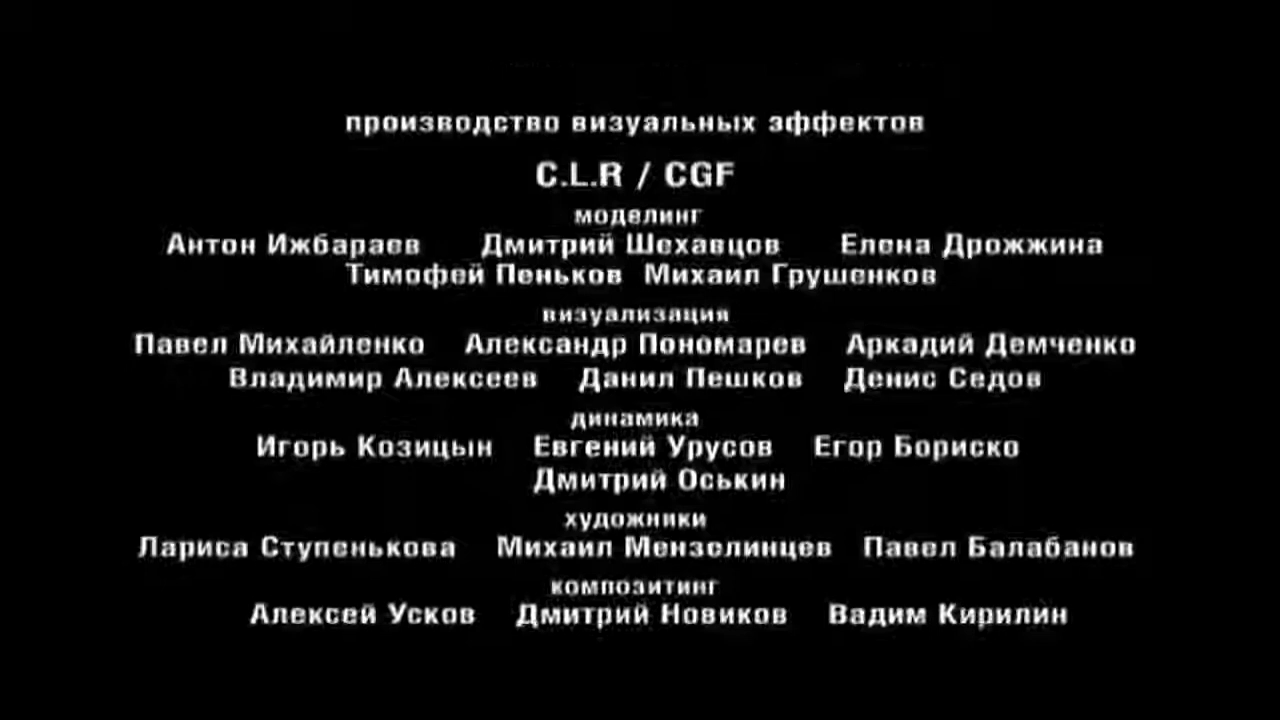 производство визуальных эффектов
C.L.R / CGF
моделинг
Антон Ижбараев Дмитрий Шехавцов Елена Дрожжина
Тимофей Пеньков Михаил Грушенков
визуализация
Павел Михайленко Александр Пономарев Аркадий Демченко
Владимир Алексеев Данил Пешков Денис Седов
динамика
Игорь Козицын Евгений Урусов Егор Бориско
Дмитрий Оськин
художники
Лариса Ступенькова Михаил Мензелинцев Павел Балабанов
композитинг
Алексей Усков Дмитрий Новиков Вадим Кирилин